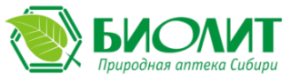 БИОЛИТ
Природная аптека Сибири